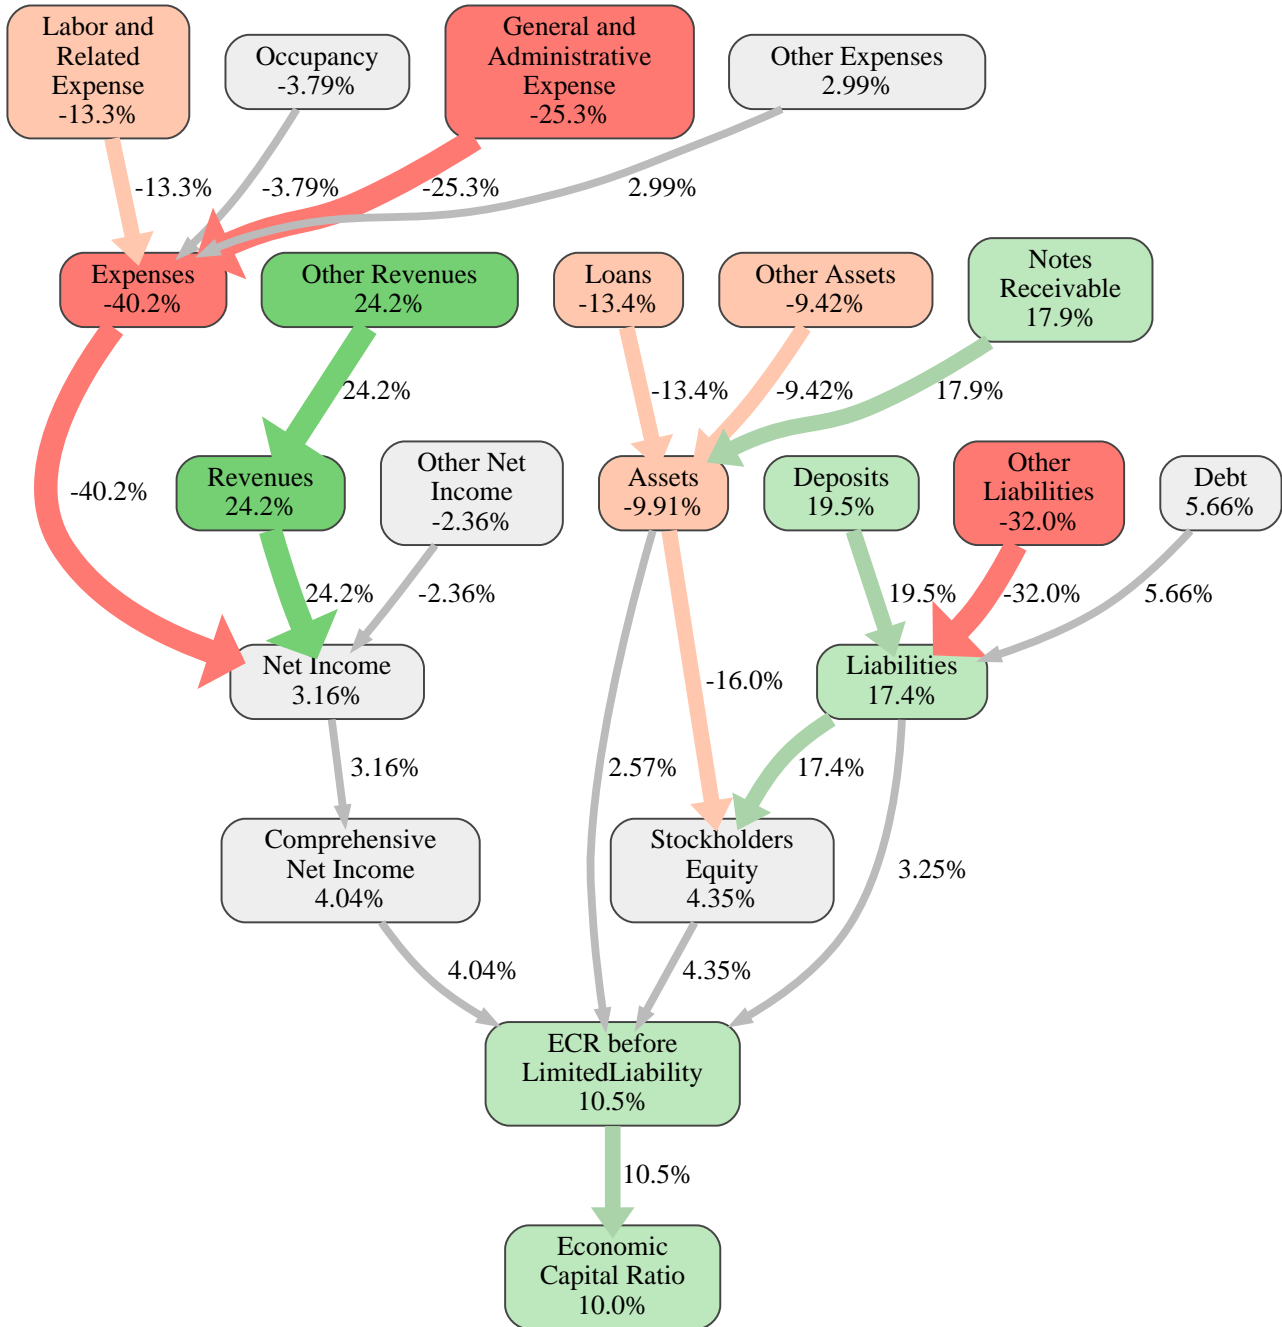 Labor and
Related
Expense
-13.3%
Occupancy
-3.79%
General and
Administrative
Expense
-25.3%
Other Expenses
2.99%
-13.3%
-3.79%
-25.3%
2.99%
Expenses
-40.2%
Other Revenues
24.2%
Loans
-13.4%
Other Assets
-9.42%
Notes
Receivable
17.9%
24.2%
-13.4%
-9.42%
17.9%
-40.2%
Revenues
24.2%
Other Net
Income
-2.36%
Assets
-9.91%
Deposits
19.5%
Other
Liabilities
-32.0%
Debt
5.66%
24.2%
-2.36%
19.5%
-32.0%
5.66%
Net Income
3.16%
-16.0%
Liabilities
17.4%
3.16%
2.57%
17.4%
Comprehensive
Net Income
4.04%
Stockholders
Equity
4.35%
3.25%
4.04%
4.35%
ECR before
LimitedLiability
10.5%
10.5%
Economic
Capital Ratio
10.0%